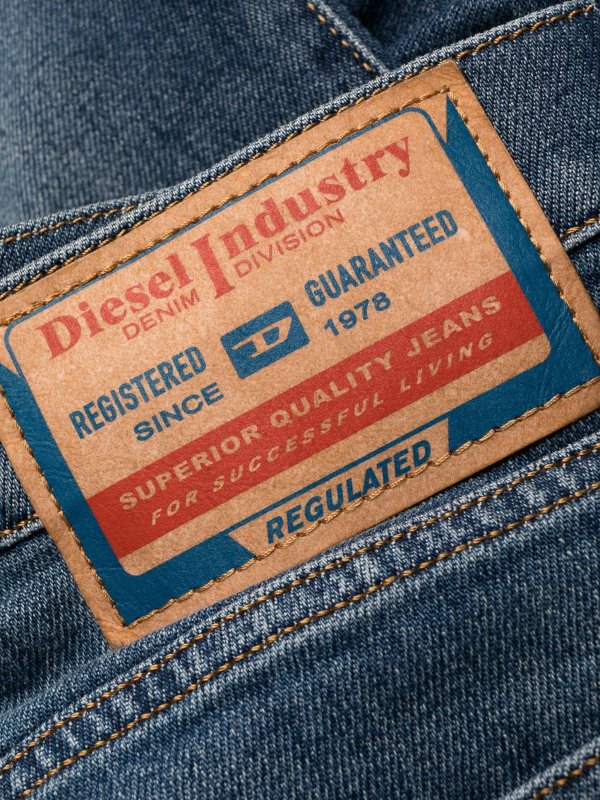 Diesel Industry
DENIM DIVISION
REGISTERED D GUARANTEED
SINCE 1978
SUPERIOR QUALITY JEANS
FOR SUCCESSFUL LIVING
REGULATED